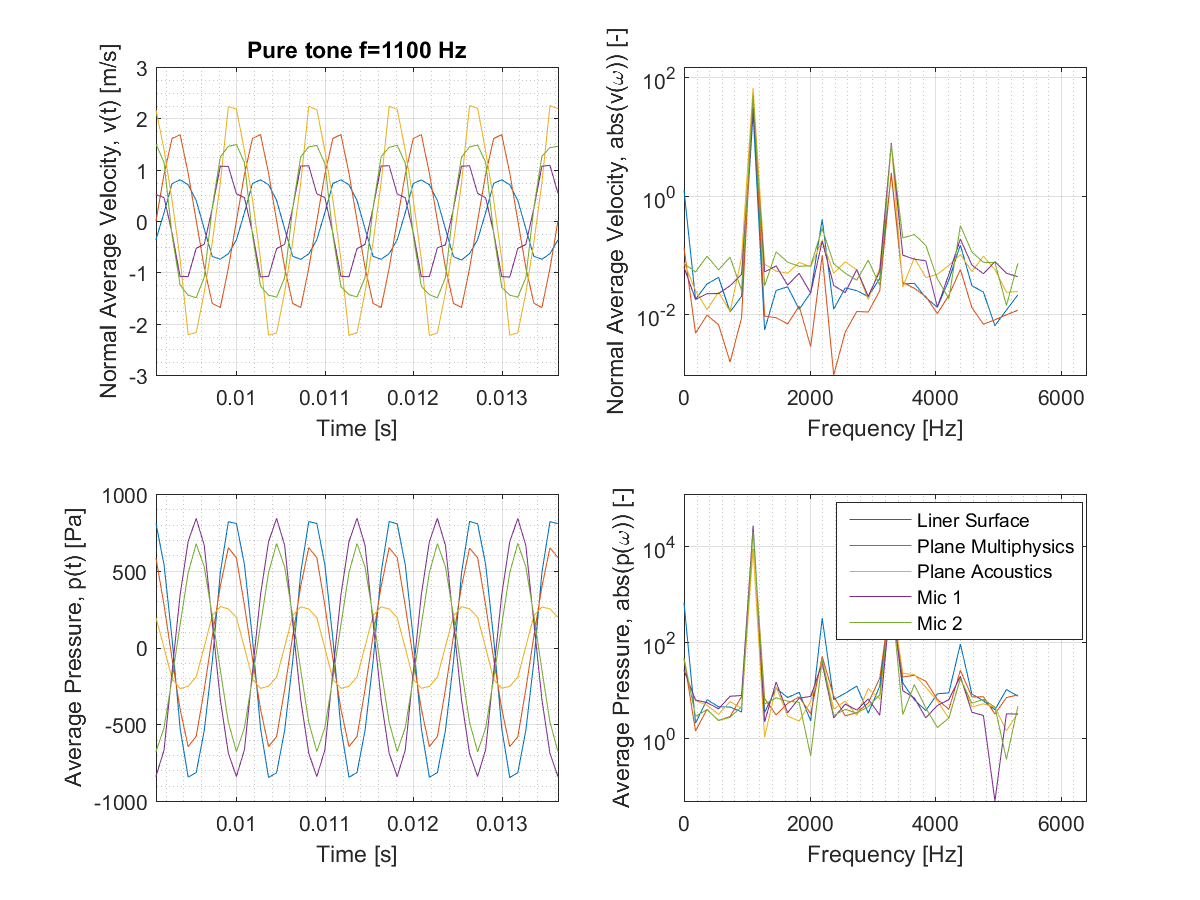 Pure tone f=1100 Hz
Normal Average Velocity, v(t) [m/s]
3
2
1
0
-1
-2
-3
0.01
0.011
0.012
0.013
Time [s]
Normal Average Velocity, abs(v(ω)) [-]
10^2
10^0
10^-2
0
2000
4000
6000
Frequency [Hz]
Average Pressure, p(t) [Pa]
1000
500
0
-500
-1000
0.01
0.011
0.012
0.013
Time [s]
Average Pressure, abs(p(ω)) [-]
10^4
10^2
10^0
Liner Surface
Plane Multiphysics
Plane Acoustics
Mic 1
Mic 2
0
2000
4000
6000
Frequency [Hz]